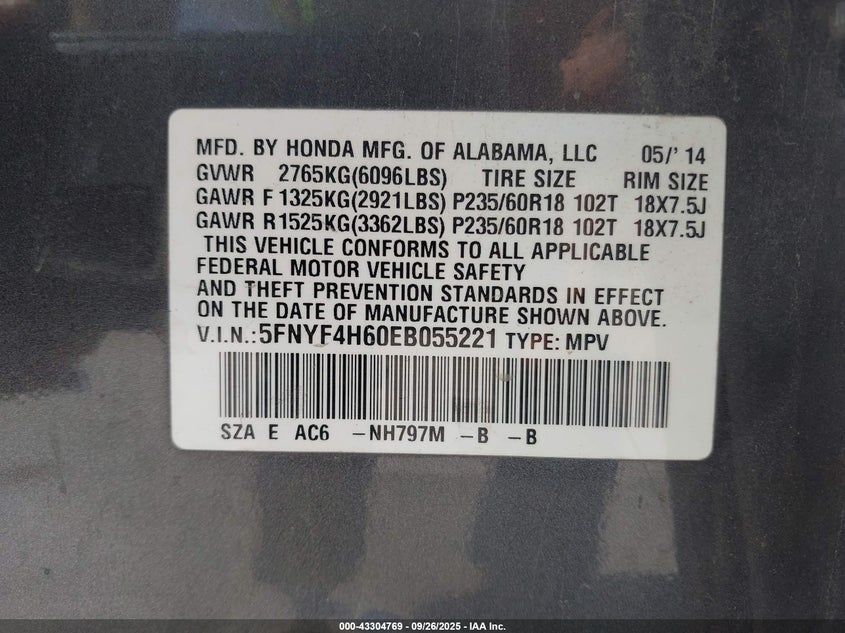 MFD. BY HONDA MFG. OF ALABAMA, LLC 05/' 14
GVWR 2765KG(6096LBS) TIRE SIZE RIM SIZE
GAWR F 1325KG(2921LBS) P235/60R18 102T 18X7.5J
GAWR R1525KG(3362LBS) P235/60R18 102T 18X7.5J
THIS VEHICLE CONFORMS TO ALL APPLICABLE
FEDERAL MOTOR VEHICLE SAFETY
AND THEFT PREVENTION STANDARDS IN EFFECT
ON THE DATE OF MANUFACTURE SHOWN ABOVE.
V.I.N.:5FNYF4H60EB055221 TYPE: MPV
SZA E AC6 -NH797M -B -B
000-43304769 - 09/26/2025 - IAA Inc.